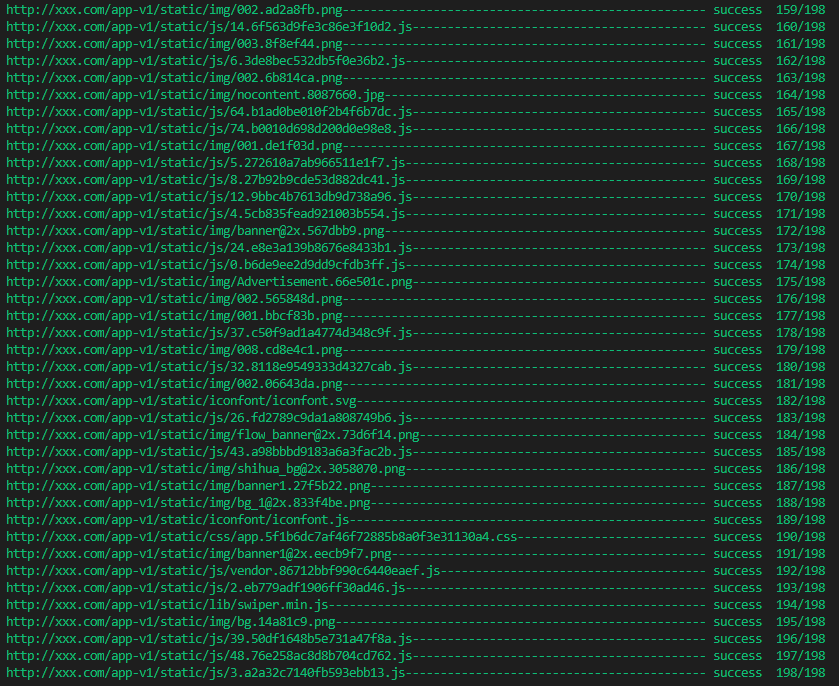 http://xxx.com/app-v1/static/img/002.ad2a8fb.png---------------------------------------------------- success 159/198
http://xxx.com/app-v1/static/js/14.6f563d9fe3c86e3f10d2.js------------------------------------------ success 160/198
http://xxx.com/app-v1/static/img/003.8f8ef44.png---------------------------------------------------- success 161/198
http://xxx.com/app-v1/static/js/6.3de8bec532db5f0e36b2.js------------------------------------------- success 162/198
http://xxx.com/app-v1/static/img/002.6b814ca.png---------------------------------------------------- success 163/198
http://xxx.com/app-v1/static/img/nocontent.8087660.jpg---------------------------------------------- success 164/198
http://xxx.com/app-v1/static/js/64.b1ad0be010f2b4f6b7dc.js------------------------------------------ success 165/198
http://xxx.com/app-v1/static/js/74.b0010d698d200d0e98e8.js------------------------------------------ success 166/198
http://xxx.com/app-v1/static/img/001.de1f03d.png---------------------------------------------------- success 167/198
http://xxx.com/app-v1/static/js/5.272610a7ab966511e1f7.js------------------------------------------- success 168/198
http://xxx.com/app-v1/static/js/8.27b92b9cde53d882dc41.js------------------------------------------- success 169/198
http://xxx.com/app-v1/static/js/12.9bbc4b7613db9d738a96.js------------------------------------------ success 170/198
http://xxx.com/app-v1/static/js/4.5cb835fead921003b554.js------------------------------------------- success 171/198
http://xxx.com/app-v1/static/img/banner@2x.567dbb9.png---------------------------------------------- success 172/198
http://xxx.com/app-v1/static/js/24.e8e3a139b8676e8433b1.js------------------------------------------ success 173/198
http://xxx.com/app-v1/static/js/0.b6de9ee2d9dd9cfdb3ff.js------------------------------------------- success 174/198
http://xxx.com/app-v1/static/img/Advertisement.66e501c.png------------------------------------------ success 175/198
http://xxx.com/app-v1/static/img/002.565848d.png---------------------------------------------------- success 176/198
http://xxx.com/app-v1/static/img/001.bbcf83b.png---------------------------------------------------- success 177/198
http://xxx.com/app-v1/static/js/37.c50f9ad1a4774d348c9f.js------------------------------------------ success 178/198
http://xxx.com/app-v1/static/img/008.cd8e4c1.png---------------------------------------------------- success 179/198
http://xxx.com/app-v1/static/js/32.8118e9549333d4327cab.js------------------------------------------ success 180/198
http://xxx.com/app-v1/static/img/002.06643da.png---------------------------------------------------- success 181/198
http://xxx.com/app-v1/static/iconfont/iconfont.svg-------------------------------------------------- success 182/198
http://xxx.com/app-v1/static/js/26.fd2789c9da1a808749b6.js------------------------------------------ success 183/198
http://xxx.com/app-v1/static/img/flow_banner@2x.73d6f14.png----------------------------------------- success 184/198
http://xxx.com/app-v1/static/js/43.a98bbbd9183a6a3fac2b.js------------------------------------------ success 185/198
http://xxx.com/app-v1/static/img/shihua_bg@2x.3058070.png------------------------------------------- success 186/198
http://xxx.com/app-v1/static/img/banner1.27f5b22.png------------------------------------------------ success 187/198
http://xxx.com/app-v1/static/img/bg_1@2x.833f4be.png------------------------------------------------ success 188/198
http://xxx.com/app-v1/static/iconfont/iconfont.js--------------------------------------------------- success 189/198
http://xxx.com/app-v1/static/css/app.5f1b6dc7af46f72885b8a0f3e31130a4.css--------------------------- success 190/198
http://xxx.com/app-v1/static/img/banner1@2x.eecb9f7.png--------------------------------------------- success 191/198
http://xxx.com/app-v1/static/js/vendor.86712bbf990c6440eaef.js-------------------------------------- success 192/198
http://xxx.com/app-v1/static/js/2.eb779adf1906ff30ad46.js------------------------------------------- success 193/198
http://xxx.com/app-v1/static/lib/swiper.min.js------------------------------------------------------ success 194/198
http://xxx.com/app-v1/static/img/bg.14a81c9.png----------------------------------------------------- success 195/198
http://xxx.com/app-v1/static/js/39.50df1648b5e731a47f8a.js------------------------------------------ success 196/198
http://xxx.com/app-v1/static/js/48.76e258ac8d8b704cd762.js------------------------------------------ success 197/198
http://xxx.com/app-v1/static/js/3.a2a32c7140fb593ebb13.js------------------------------------------- success 198/198